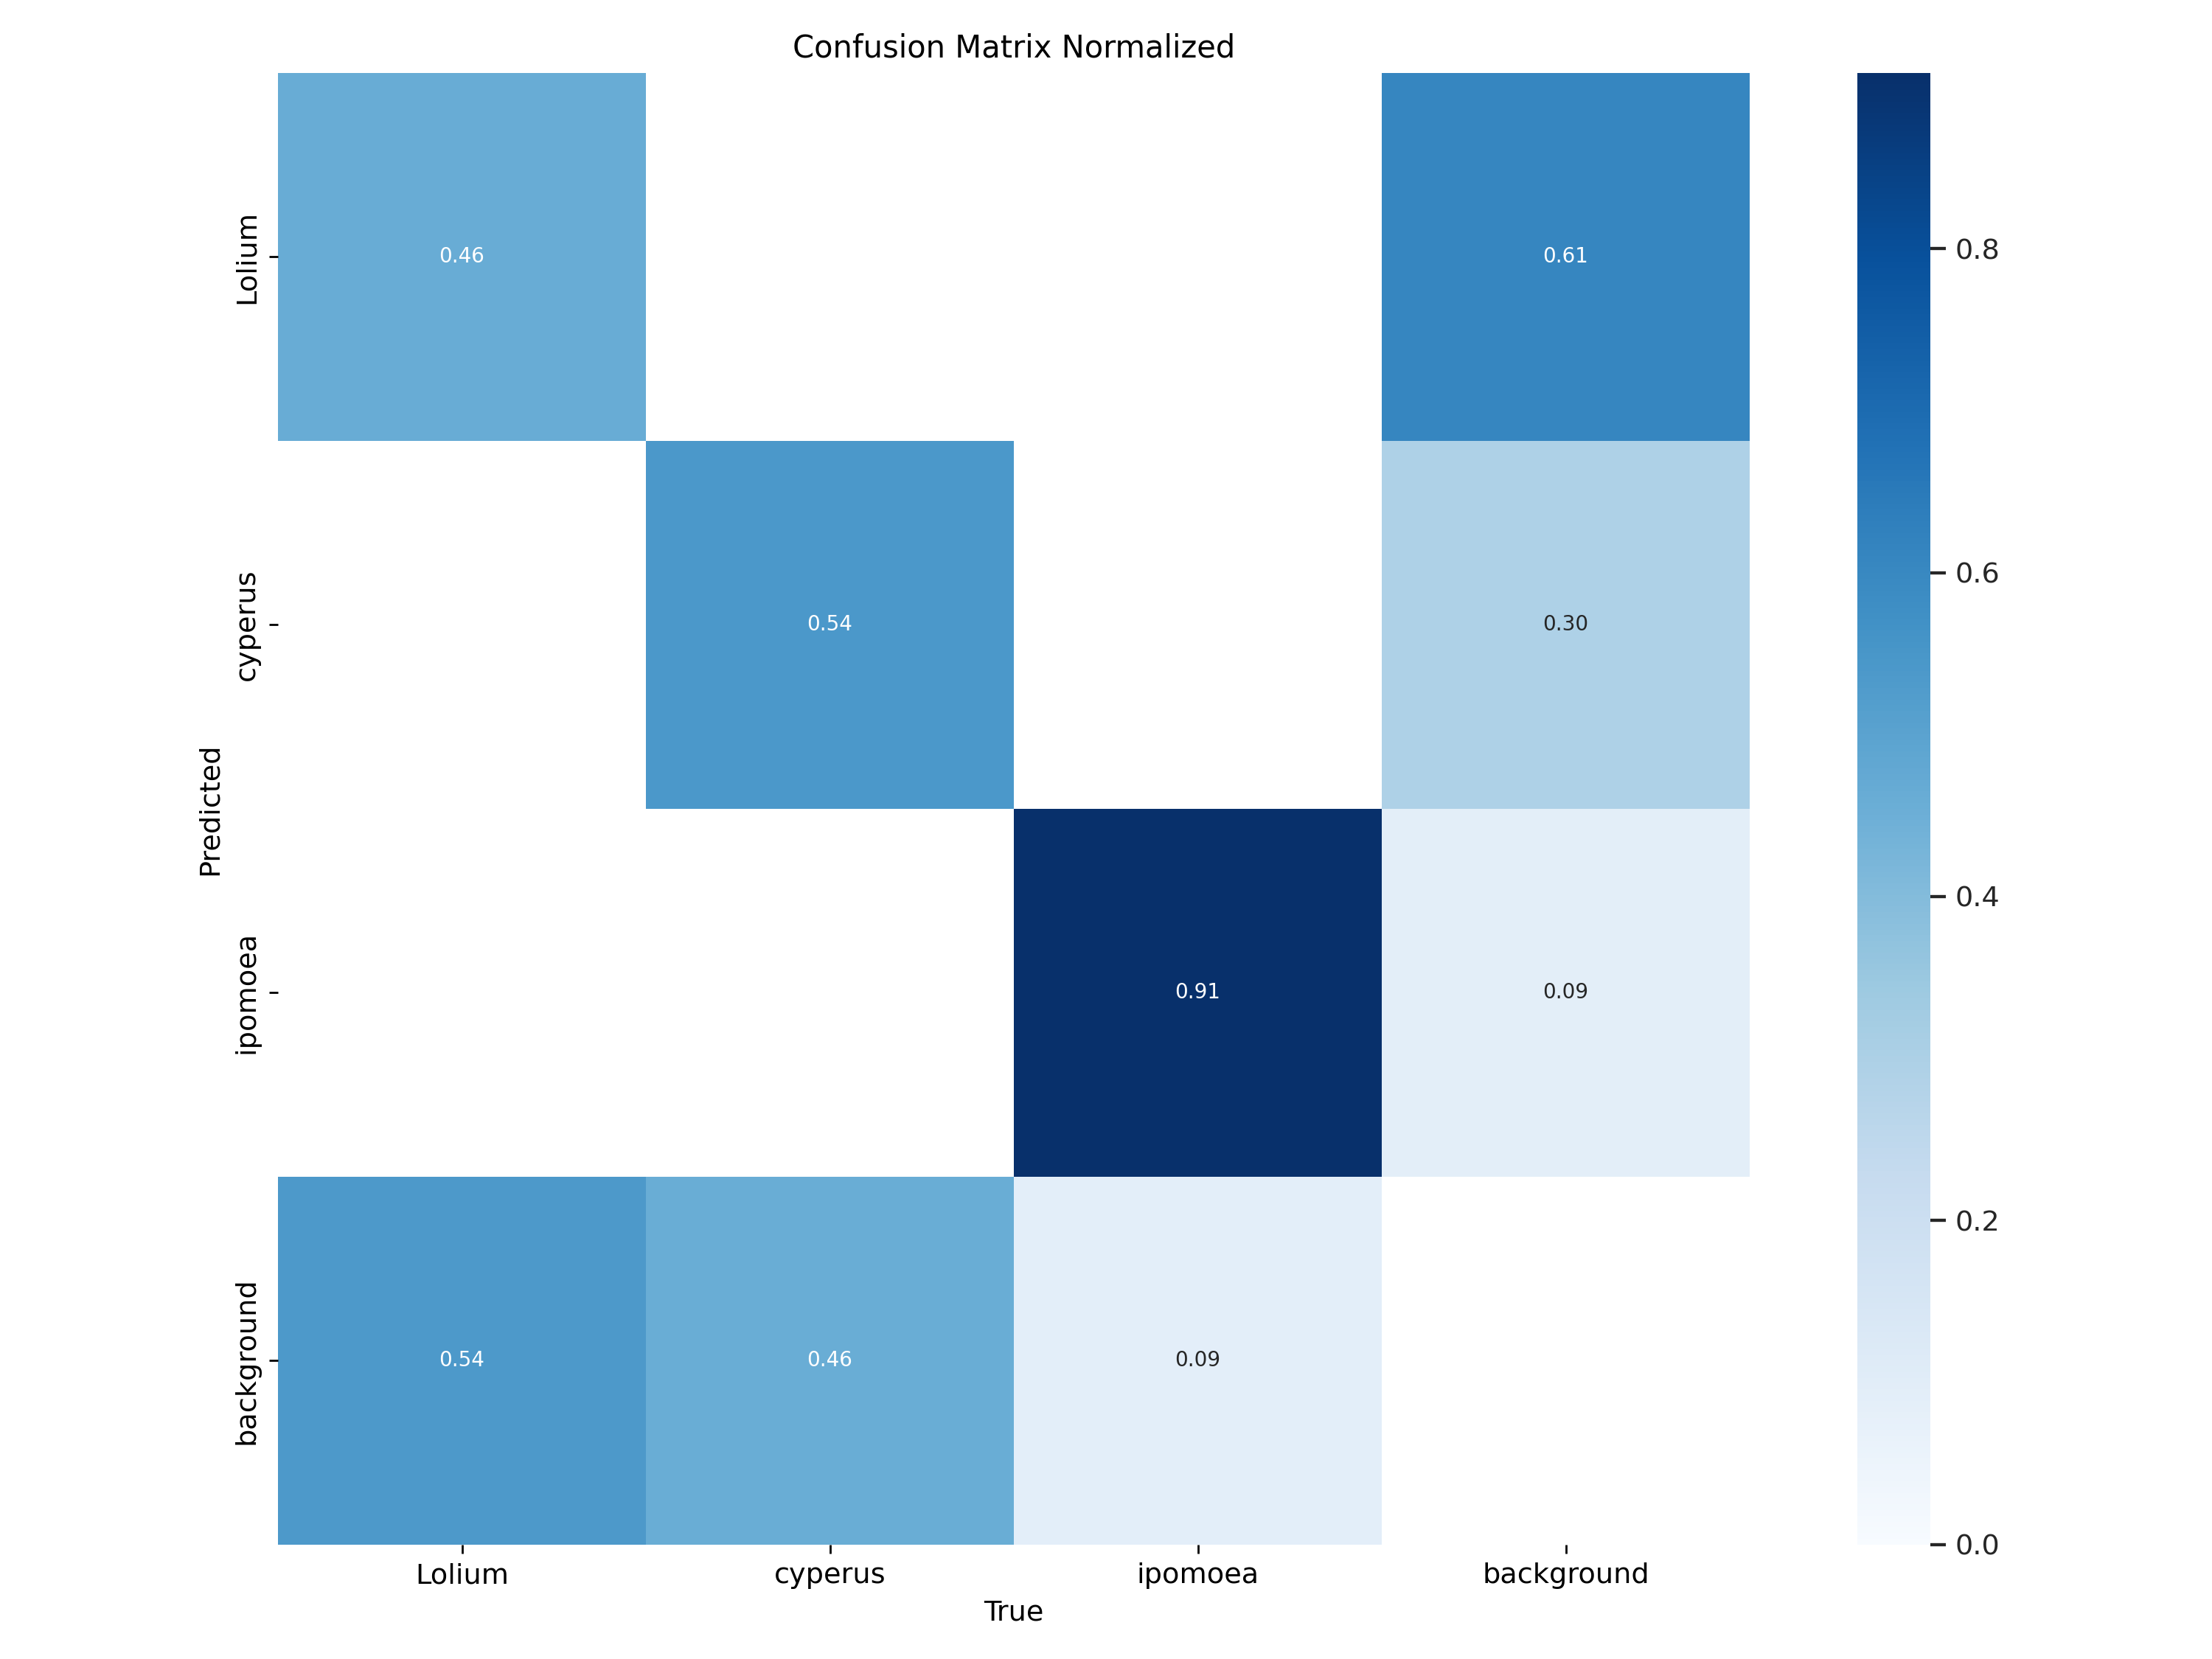 Confusion Matrix Normalized
Predicted
Lolium
0.46
0.61
cyperus
0.54
0.30
ipomoea
0.91
0.09
background
0.54
0.46
0.09
Lolium
cyperus
ipomoea
background
True
0.8
0.6
0.4
0.2
0.0